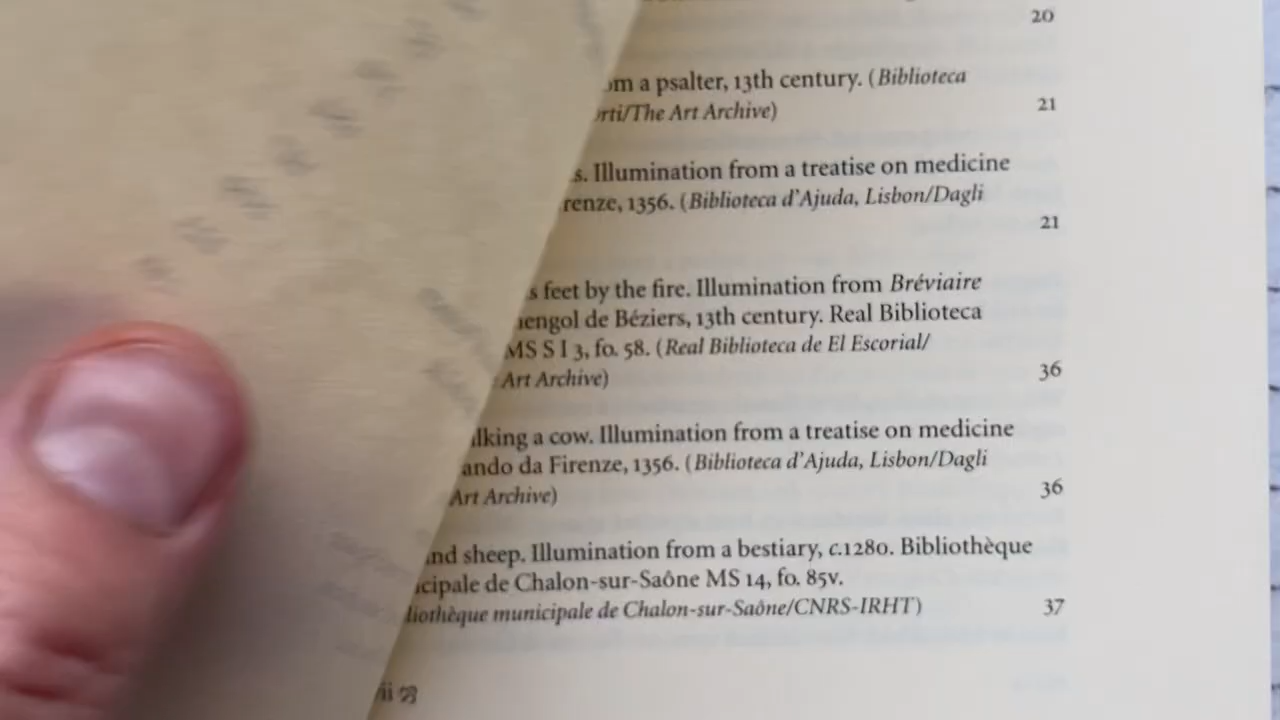 20
a psalter, 13th century. (Biblioteca
rti/The Art Archive) 21
s. Illumination from a treatise on medicine
renze, 1356. (Biblioteca d'Ajuda, Lisbon/Dagli
21
s feet by the fire. Illumination from Bréviaire
engol de Béziers, 13th century. Real Biblioteca
MS S I 3, fo. 58. (Real Biblioteca de El Escorial/
Art Archive) 36
lking a cow. Illumination from a treatise on medicine
ando da Firenze, 1356. (Biblioteca d'Ajuda, Lisbon/Dagli
Art Archive) 36
nd sheep. Illumination from a bestiary, c.1280. Bibliothèque
icipale de Chalon-sur-Saône MS 14, fo. 85v.
liothèque municipale de Chalon-sur-Saône/CNRS-IRHT) 37
ii